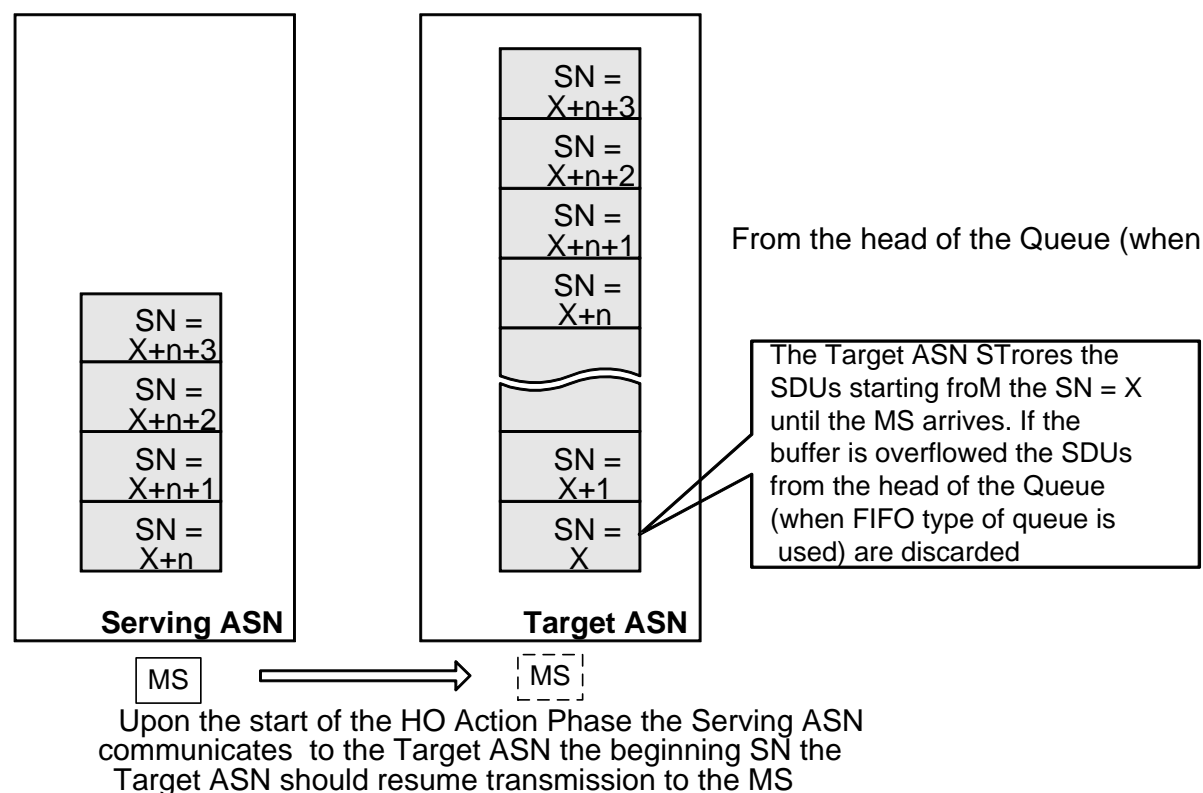 SN =
X+n+3
SN =
X+n+2
SN =
X+n+1
SN =
X+n
Serving ASN
SN =
X+n+3
SN =
X+n+2
SN =
X+n+1
SN =
X+n
SN =
X+1
SN =
X
Target ASN
From the head of the Queue (when
The Target ASN STrores the
SDUs starting froM the SN = X
until the MS arrives. If the
buffer is overflowed the SDUs
from the head of the Queue
(when FIFO type of queue is
used) are discarded
MS
MS
Upon the start of the HO Action Phase the Serving ASN
communicates to the Target ASN the beginning SN the
Target ASN should resume transmission to the MS